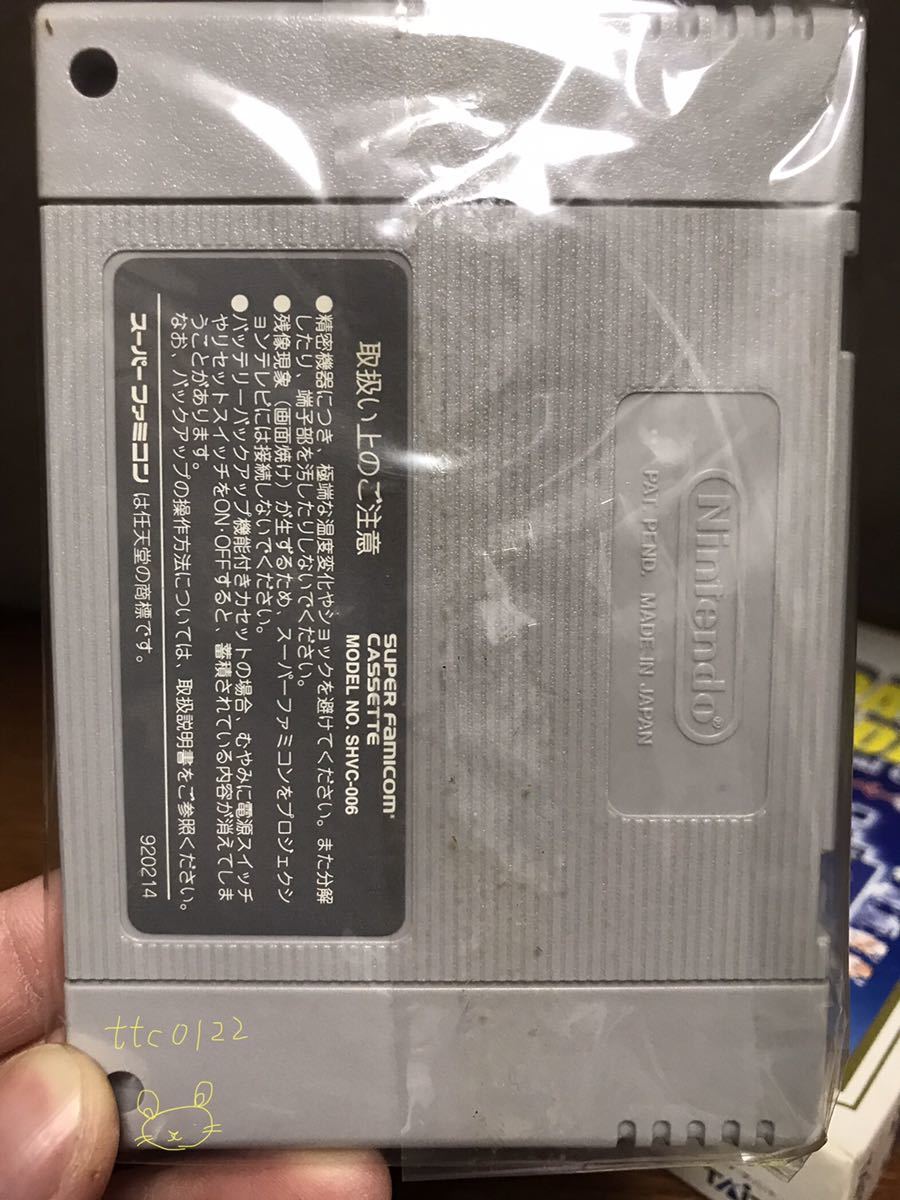 取扱い上のご注意
SUPER FAMICOM
CASSETTE
MODEL NO. SHVC-006
●精密機器につき、極端な温度変化やショックを避けてください。また分解
したり、端子部を汚したりしないでください。
●残像現象（画面焼け）が生ずるため、スーパーファミコンをプロジェクシ
ョンテレビには接続しないでください。
●バッテリーバックアップ機能付きカセットの場合、むやみに電源スイッチ
やリセットスイッチをON・OFFすると、蓄積されている内容が消えてしま
うことがあります。
なお、バックアップの操作方法については、取扱説明書をご参照ください。
スーパーファミコンは任天堂の商標です。
920214
Nintendo®
PAT. PEND. MADE IN JAPAN
ttc0122